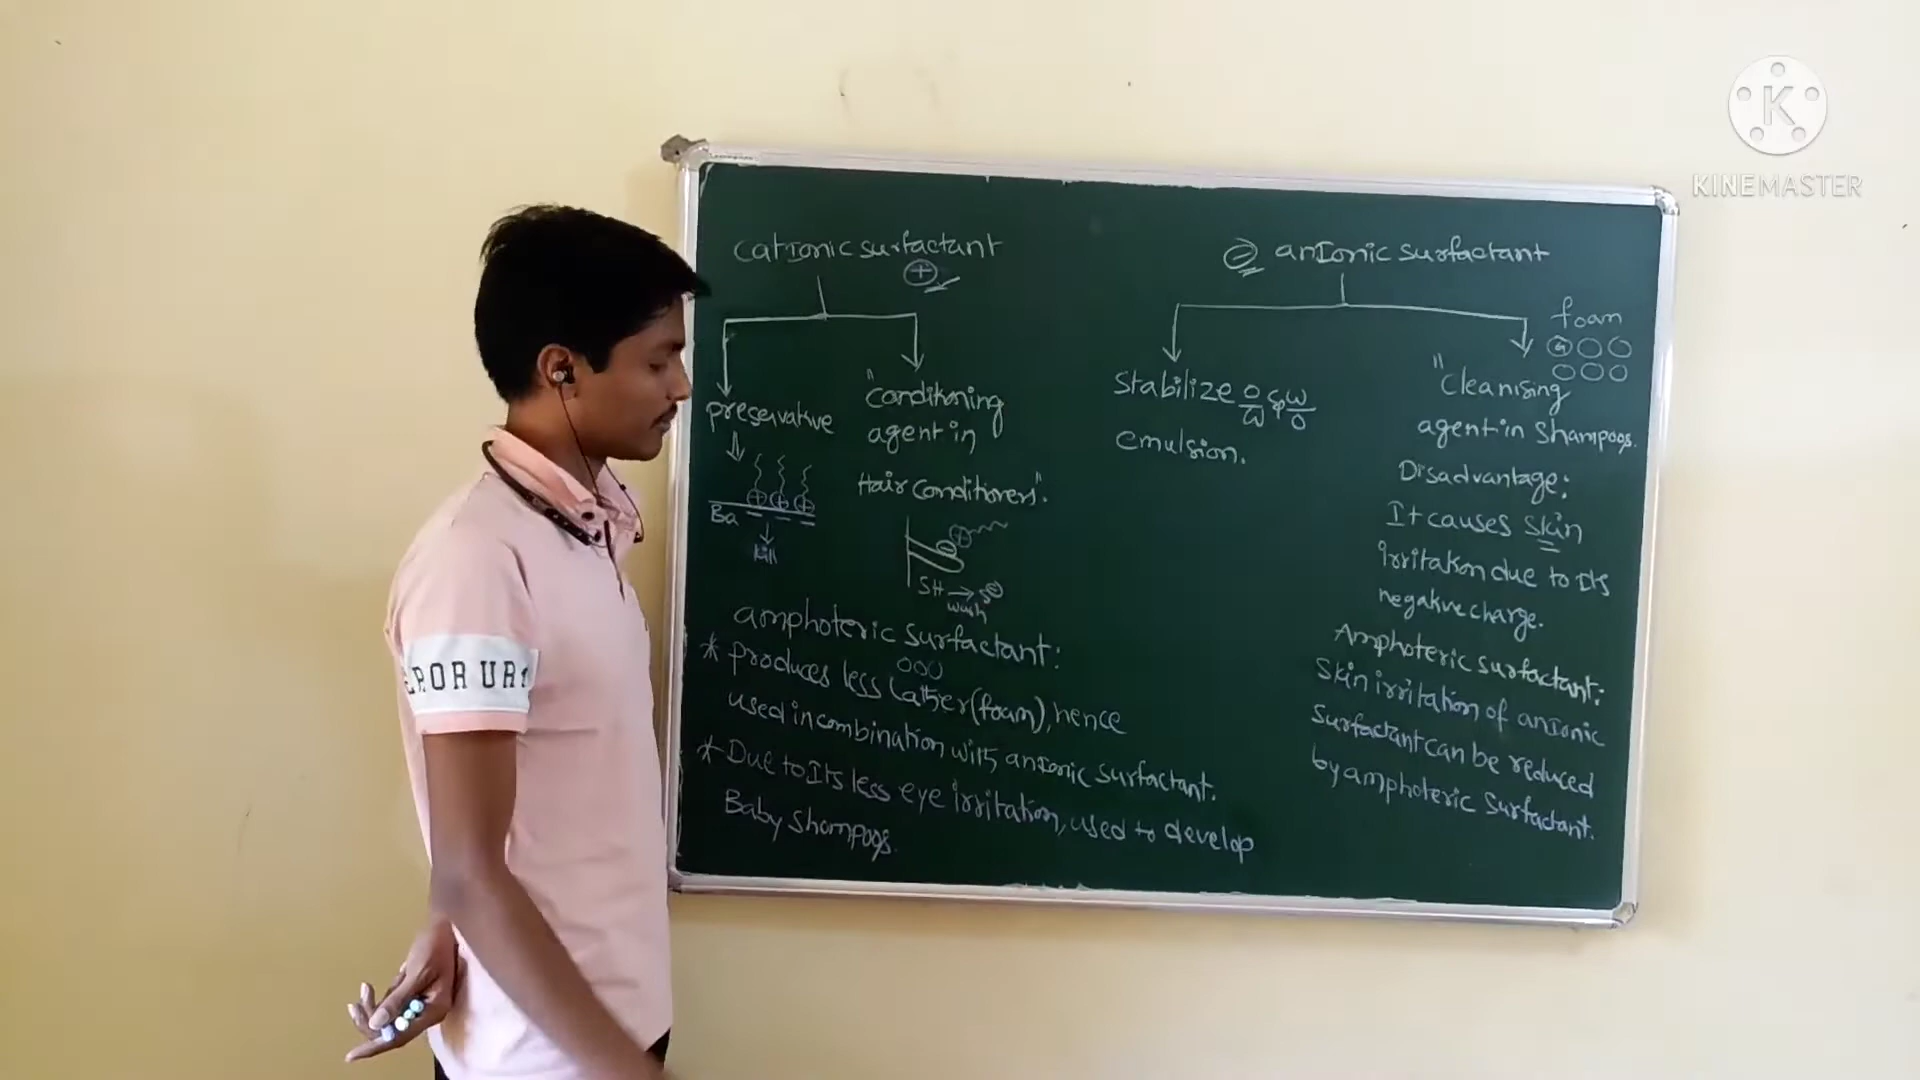 KINEMASTER
cationic surfactant
⊕
preservative
Ba
kill
"conditioning
agent in
Hair conditioners".
SH → S⊖
wash
⊖ anionic surfactant
stabilize o/w & w/o
emulsion.
foam
"cleanising
agent in shampoos.
Disadvantage:
It causes skin
irritation due to its
negative charge.
Amphoteric surfactant:
Skin irritation of anionic
surfactant can be reduced
by amphoteric surfactant.
amphoteric surfactant:
* produces less Lather (foam), hence
used in combination with anionic surfactant.
* Due to its less eye irritation, used to develop
Baby shampoos.